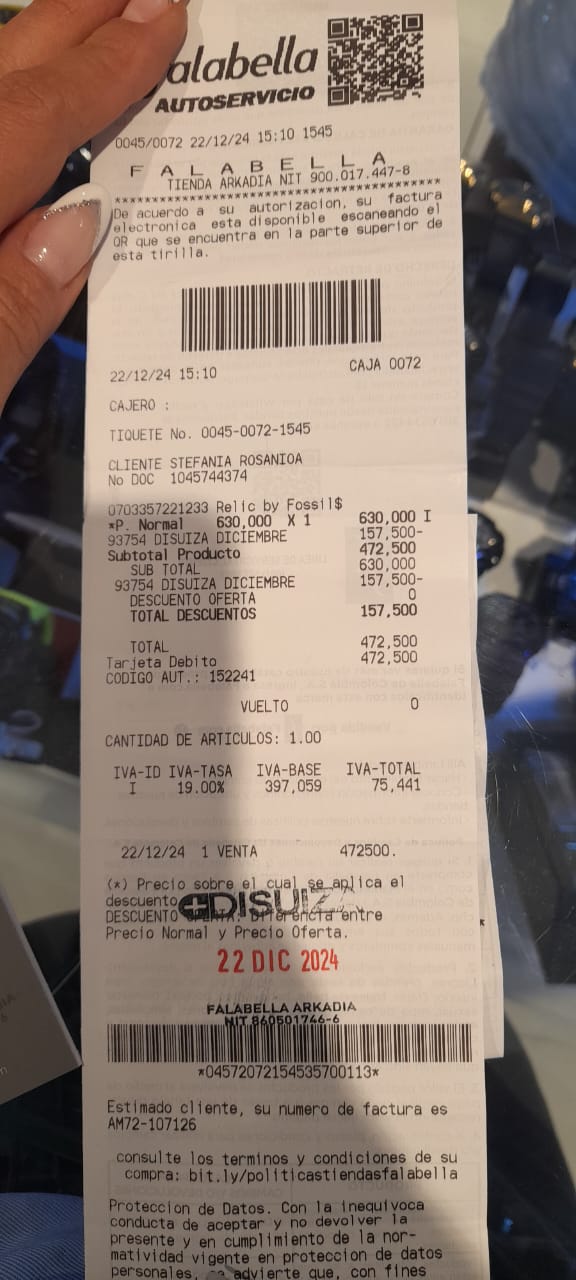 alabella
AUTOSERVICIO
0045/0072 22/12/24 15:10 1545
F A L A B E L L A
TIENDA ARKADIA NIT 900.017.447-8
De acuerdo a su autorizacion, su factura
electronica esta disponible escaneando el
QR que se encuentra en la parte superior de
esta tirilla.
22/12/24 15:10 CAJA 0072
CAJERO :
TIQUETE No. 0045-0072-1545
CLIENTE STEFANIA ROSANIOA
No DOC 1045744374
0703357221233 Relic by Fossil$
*P. Normal 630,000 X 1 630,000 I
93754 DISUIZA DICIEMBRE 157,500-
Subtotal Producto 472,500
SUB TOTAL 630,000
93754 DISUIZA DICIEMBRE 157,500-
DESCUENTO OFERTA 0
TOTAL DESCUENTOS 157,500
TOTAL 472,500
Tarjeta Debito 472,500
CODIGO AUT.: 152241
VUELTO 0
CANTIDAD DE ARTICULOS: 1.00
IVA-ID IVA-TASA IVA-BASE IVA-TOTAL
I 19.00% 397,059 75,441
22/12/24 1 VENTA 472500.
(*) Precio sobre el cual se aplica el
descuento
DISUIZA
DESCUENTO OFERTA: Diferencia entre
Precio Normal y Precio Oferta.
22 DIC 2024
FALABELLA ARKADIA
NIT 860501746-6
*04572072154535700113*
Estimado cliente, su numero de factura es
AM72-107126
consulte los terminos y condiciones de su
compra: bit.ly/politicastiendasfalabella
Proteccion de Datos. Con la inequivoca
conducta de aceptar y no devolver la
presente y en cumplimiento de la nor-
matividad vigente en proteccion de datos
personales, se advierte que, con fines